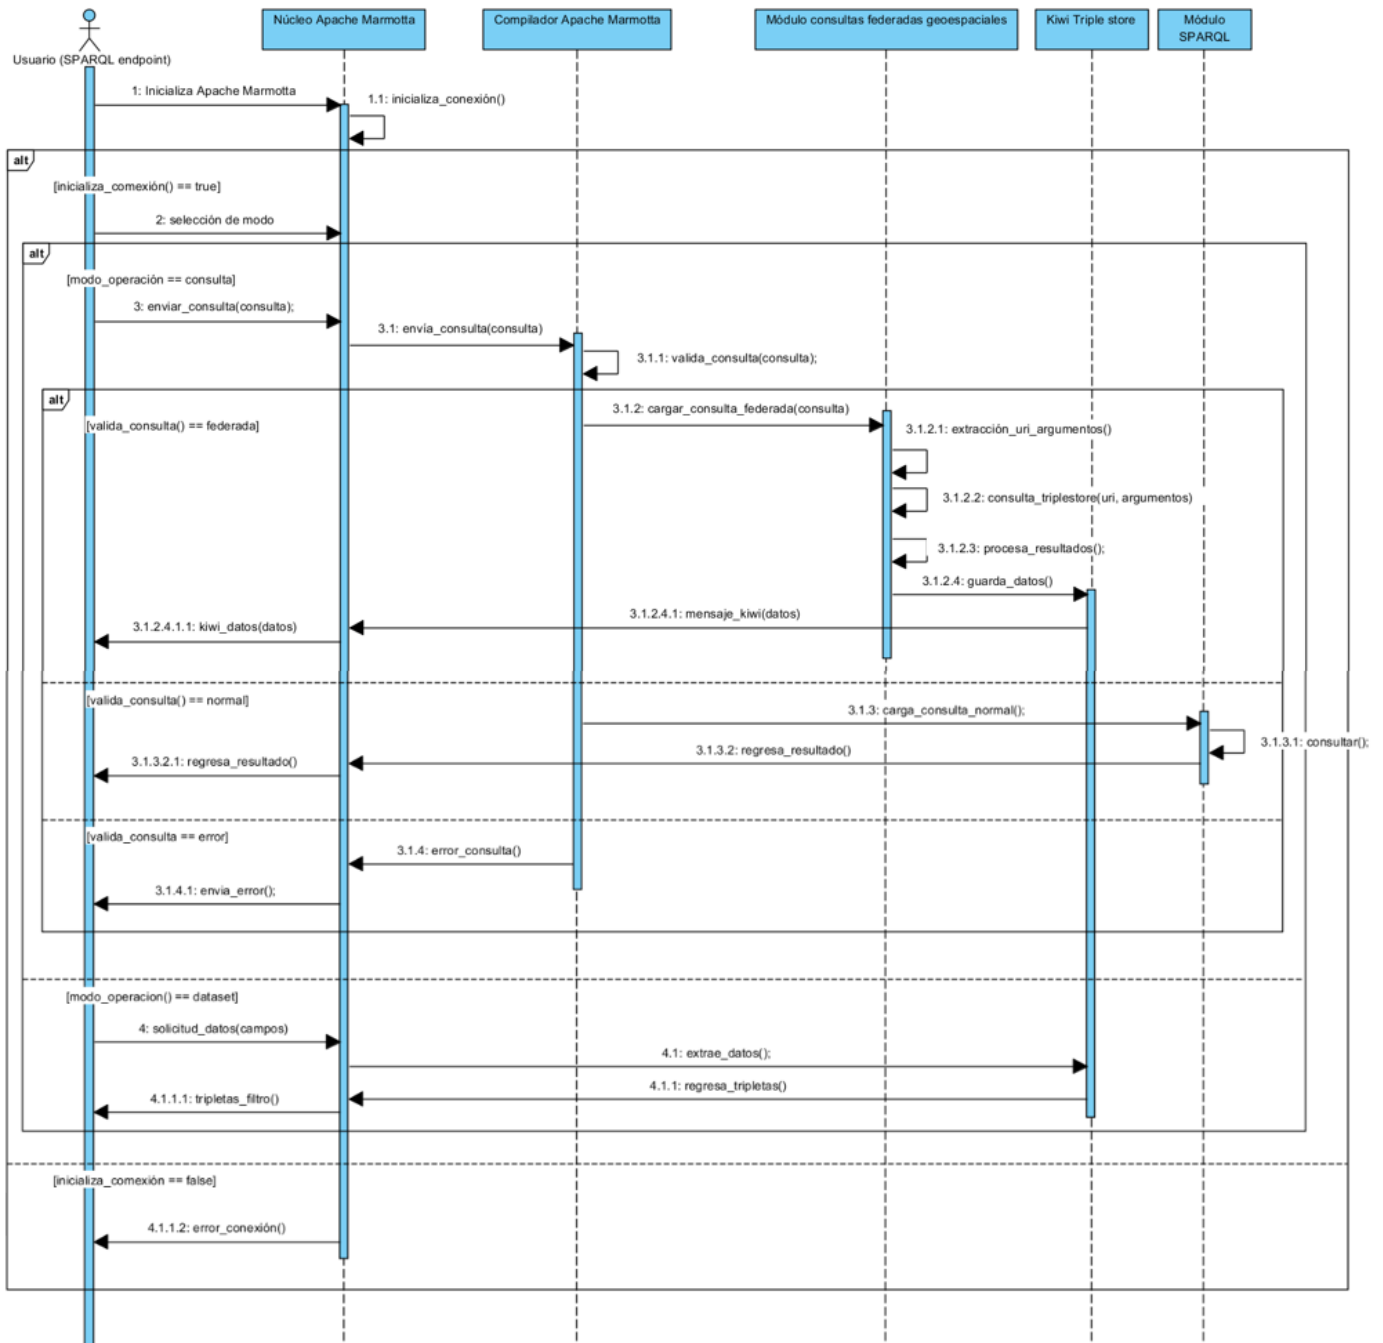 Usuario (SPARQL endpoint)
Núcleo Apache Marmotta
Compilador Apache Marmotta
Módulo consultas federadas geoespaciales
Kiwi Triple store
Módulo
SPARQL
1: Inicializa Apache Marmotta
1.1: inicializa_conexión()
alt
[inicializa_comexión() == true]
2: selección de modo
alt
[modo_operación == consulta]
3: enviar_consulta(consulta);
3.1: envia_consulta(consulta)
3.1.1: valida_consulta(consulta);
alt
[valida_consulta() == federada]
3.1.2: cargar_consulta_federada(consulta)
3.1.2.1: extracción_uri_argumentos()
3.1.2.2: consulta_triplestore(uri, argumentos)
3.1.2.3: procesa_resultados();
3.1.2.4: guarda_datos()
3.1.2.4.1: mensaje_kiwi(datos)
3.1.2.4.1.1: kiwi_datos(datos)
[valida_consulta() == normal]
3.1.3: carga_consulta_normal();
3.1.3.1: consultar();
3.1.3.2: regresa_resultado()
3.1.3.2.1: regresa_resultado()
[valida_consulta == error]
3.1.4: error_consulta()
3.1.4.1: envia_error();
[modo_operacion() == dataset]
4: solicitud_datos(campos)
4.1: extrae_datos();
4.1.1: regresa_tripletas()
4.1.1.1: tripletas_filtro()
[inicializa_comexión == false]
4.1.1.2: error_conexión()